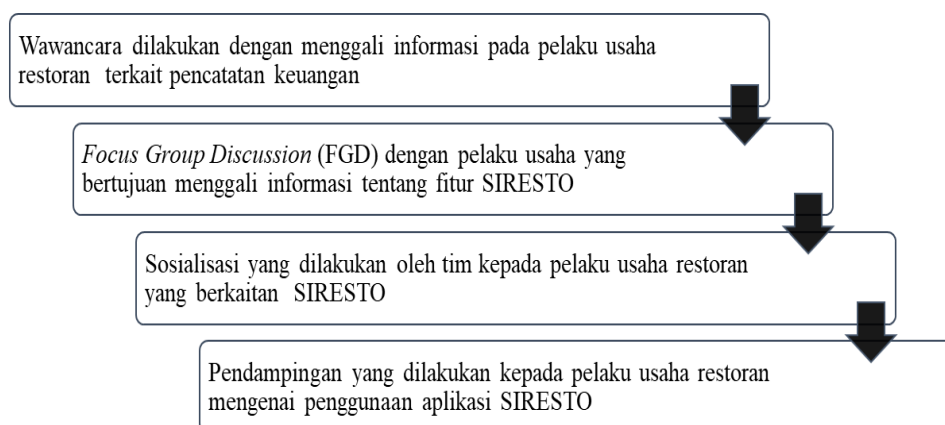 Wawancara dilakukan dengan menggali informasi pada pelaku usaha
restoran terkait pencatatan keuangan
Focus Group Discussion (FGD) dengan pelaku usaha yang
bertujuan menggali informasi tentang fitur SIRESTO
Sosialisasi yang dilakukan oleh tim kepada pelaku usaha restoran
yang berkaitan SIRESTO
Pendampingan yang dilakukan kepada pelaku usaha restoran
mengenai penggunaan aplikasi SIRESTO